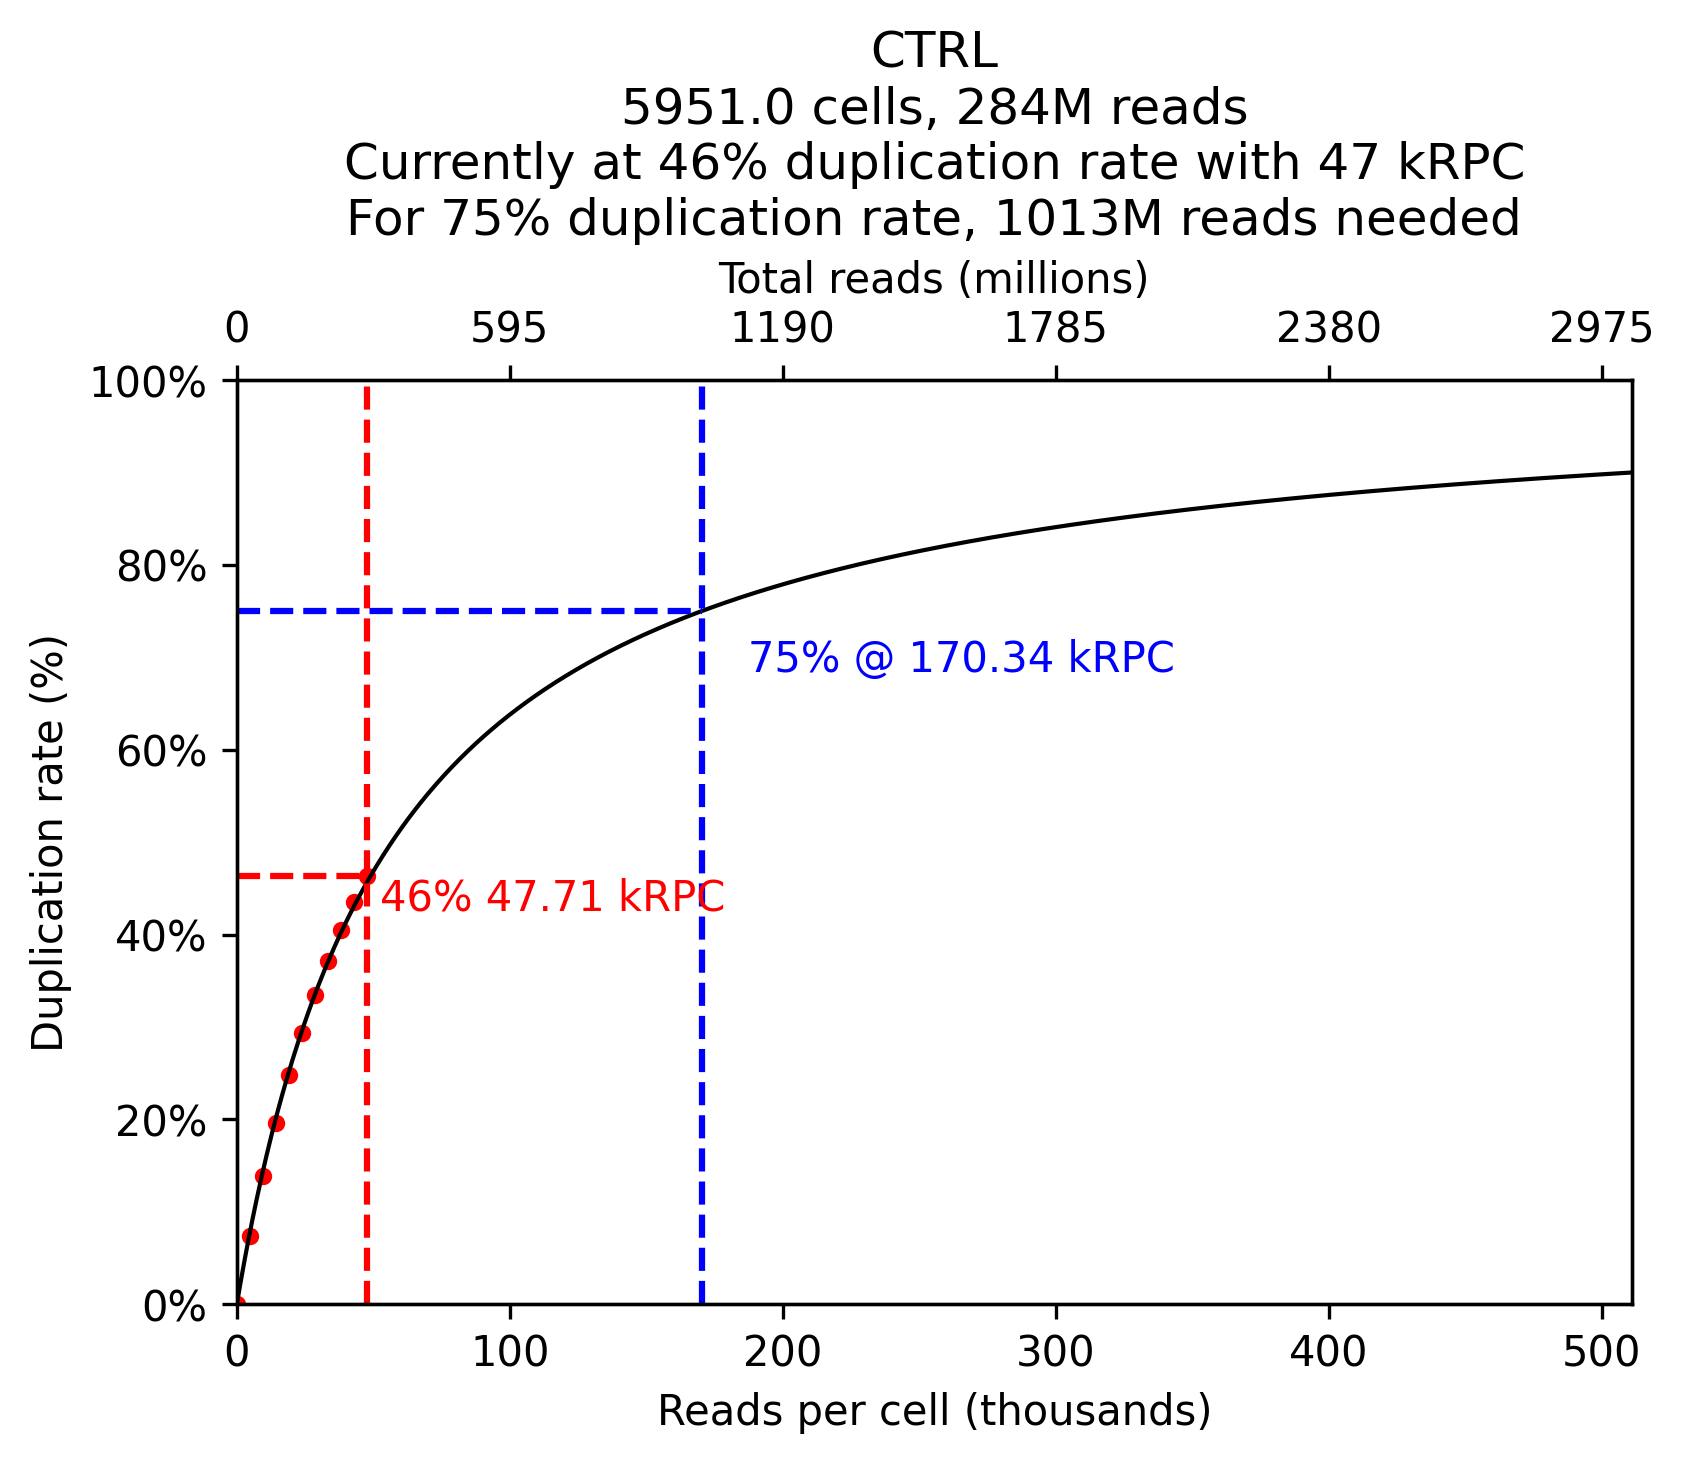 CTRL
5951.0 cells, 284M reads
Currently at 46% duplication rate with 47 kRPC
For 75% duplication rate, 1013M reads needed
Total reads (millions)
0 595 1190 1785 2380 2975
100%
80%
75% @ 170.34 kRPC
60%
46% 47.71 kRPC
40%
20%
0%
Duplication rate (%)
0 100 200 300 400 500
Reads per cell (thousands)